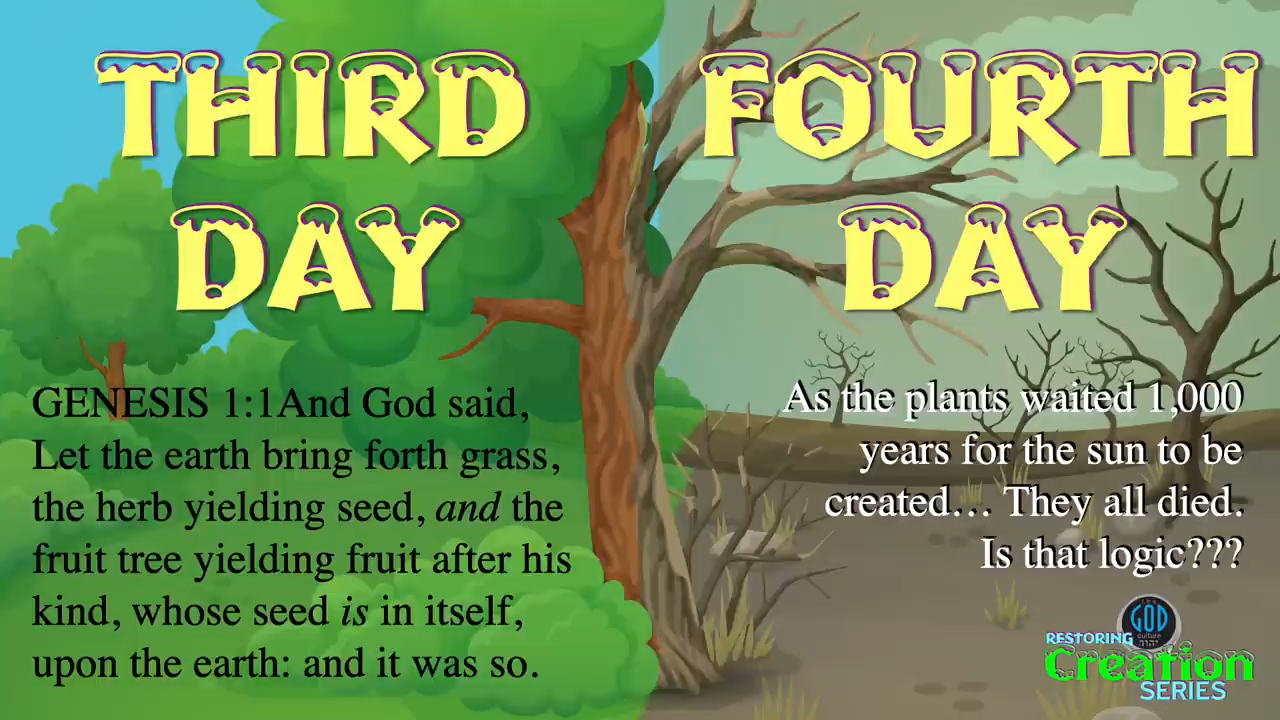 THIRD
DAY
GENESIS 1:1And God said,
Let the earth bring forth grass,
the herb yielding seed, and the
fruit tree yielding fruit after his
kind, whose seed is in itself,
upon the earth: and it was so.
FOURTH
DAY
As the plants waited 1,000
years for the sun to be
created… They all died.
Is that logic???
THE
GOD
culture
יהוה
RESTORING
Creation
SERIES